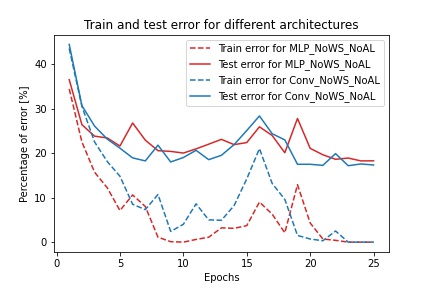 Train and test error for different architectures
Train error for MLP_NoWS_NoAL
Test error for MLP_NoWS_NoAL
Train error for Conv_NoWS_NoAL
Test error for Conv_NoWS_NoAL
Percentage of error [%]
40
30
20
10
0
0 5 10 15 20 25
Epochs